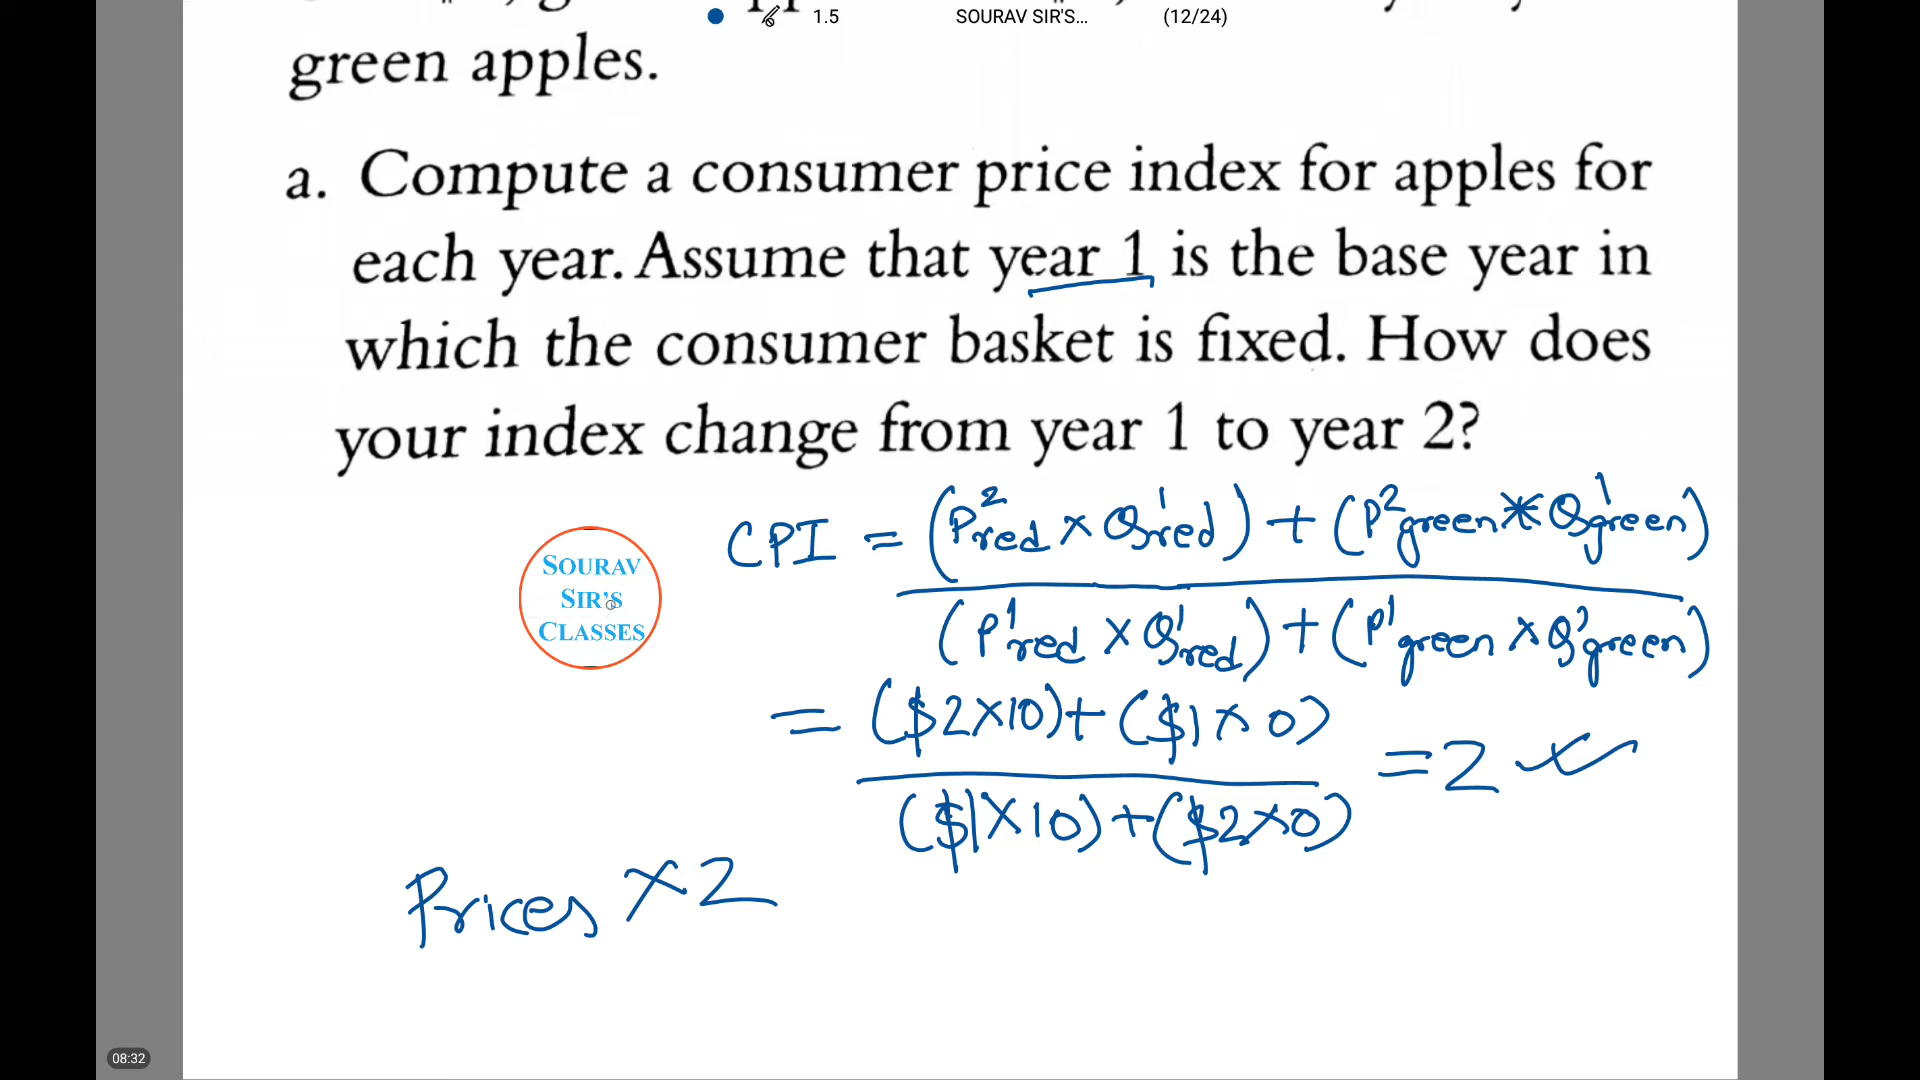 1.5 SOURAV SIR'S... (12/24)
green apples.
a. Compute a consumer price index for apples for
each year. Assume that year 1 is the base year in
which the consumer basket is fixed. How does
your index change from year 1 to year 2?
CPI = (P²red × Q¹red) + (P²green * Q¹green)
(P¹red × Q¹red) + (P¹green × Q¹green)
= ($2×10)+($1×0)
($1×10)+($2×0)
= 2
SOURAV
SIR'S
CLASSES
Prices ×2
08:32